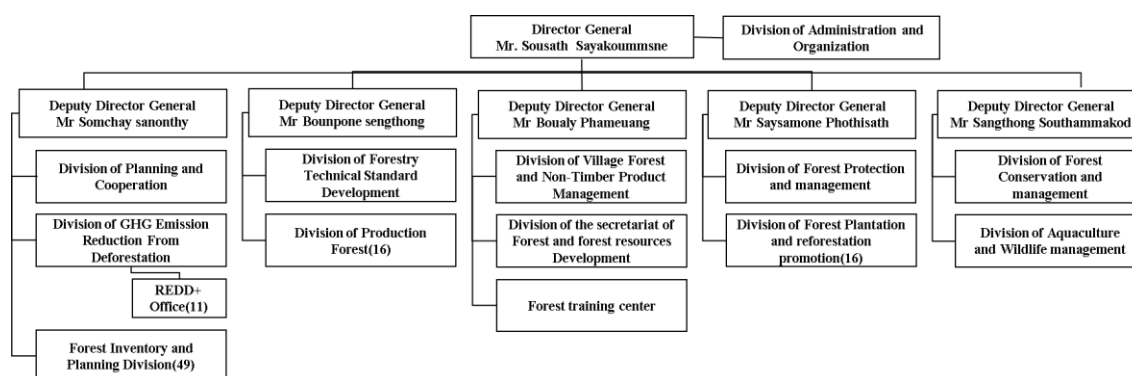 Director General
Mr. Sousath Sayakoummsne
Division of Administration and
Organization
Deputy Director General
Mr Somchay sanonthy
Division of Planning and
Cooperation
Division of GHG Emission
Reduction From
Deforestation
REDD+
Office(11)
Forest Inventory and
Planning Division(49)
Deputy Director General
Mr Bounpone sengthong
Division of Forestry
Technical Standard
Development
Division of Production
Forest(16)
Deputy Director General
Mr Boualy Phameuang
Division of Village Forest
and Non-Timber Product
Management
Division of the secretariat of
Forest and forest resources
Development
Forest training center
Deputy Director General
Mr Saysamone Phothisath
Division of Forest Protection
and management
Division of Forest Plantation
and reforestation
promotion(16)
Deputy Director General
Mr Sangthong Southammakod
Division of Forest
Conservation and
management
Division of Aquaculture
and Wildlife management